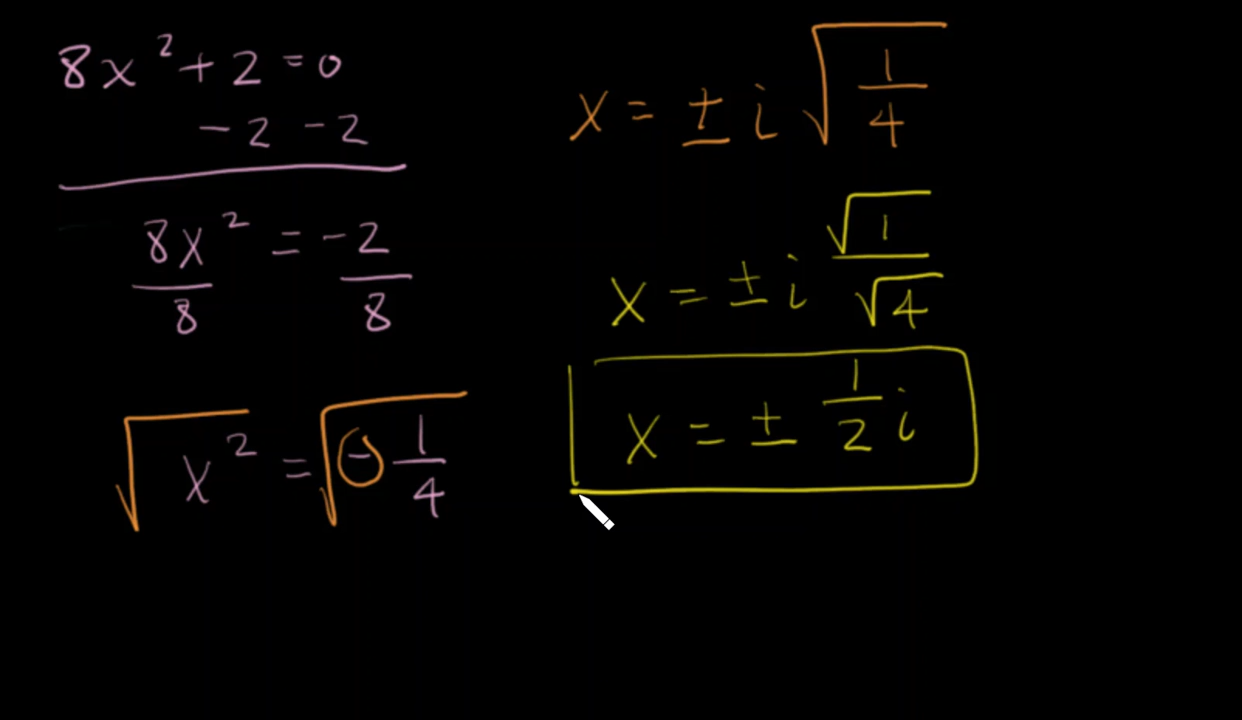 8x² + 2 = 0
- 2 - 2
8x² / 8 = -2 / 8
√x² = √-1/4
x = ± i √1/4
x = ± i √1 / √4
x = ± 1/2 i